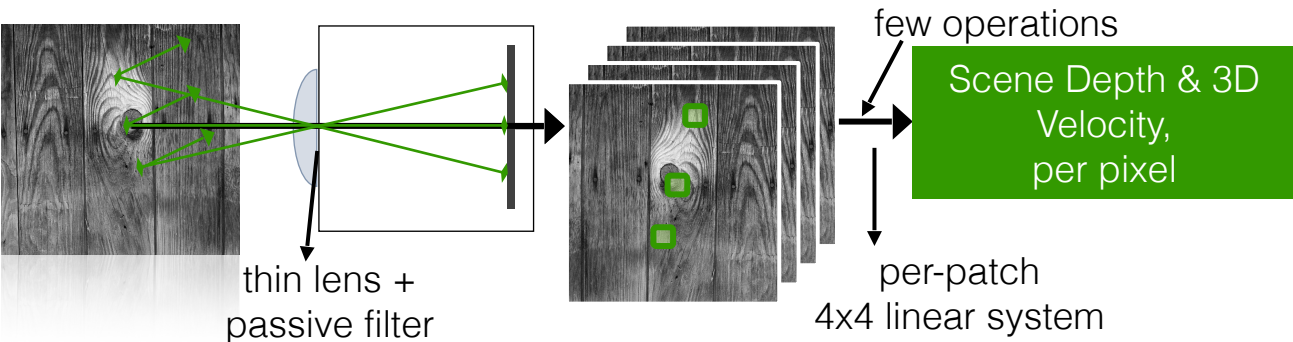 thin lens +
passive filter
few operations
per-patch
4x4 linear system
Scene Depth & 3D
Velocity,
per pixel